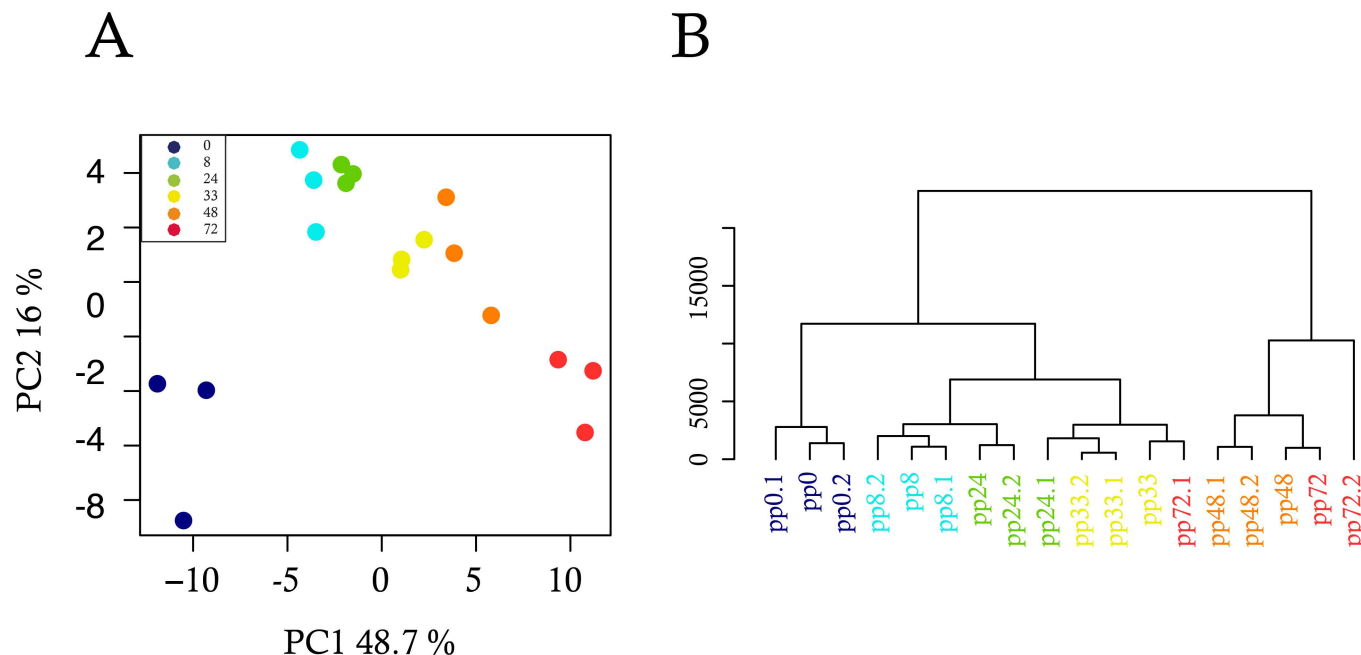 A
B
0
8
24
33
48
72
4
2
0
-2
-4
-8
PC2 16 %
−10
-5
0
5
10
PC1 48.7 %
15000
5000
0
pp0.1
pp0
pp0.2
pp8.2
pp8
pp8.1
pp24
pp24.2
pp24.1
pp33.2
pp33.1
pp33
pp72.1
pp48.1
pp48.2
pp48
pp72
pp72.2